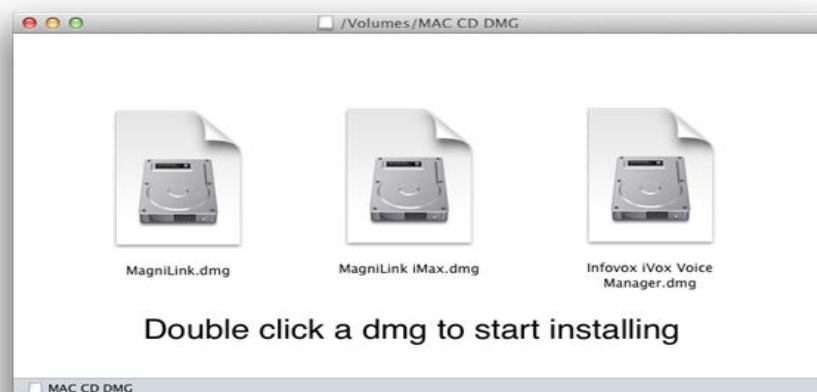 /Volumes/MAC CD DMG
MagniLink.dmg
MagniLink iMax.dmg
Infovox iVox Voice
Manager.dmg
Double click a dmg to start installing
MAC CD DMG